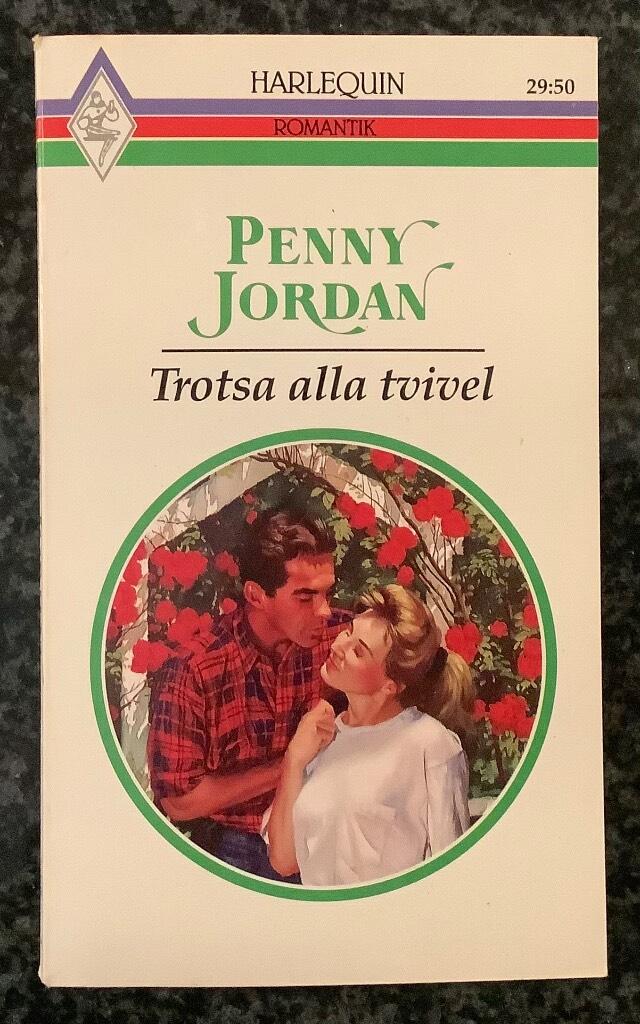 HARLEQUIN
29:50
ROMANTIK
PENNY
JORDAN
Trotsa alla tvivel